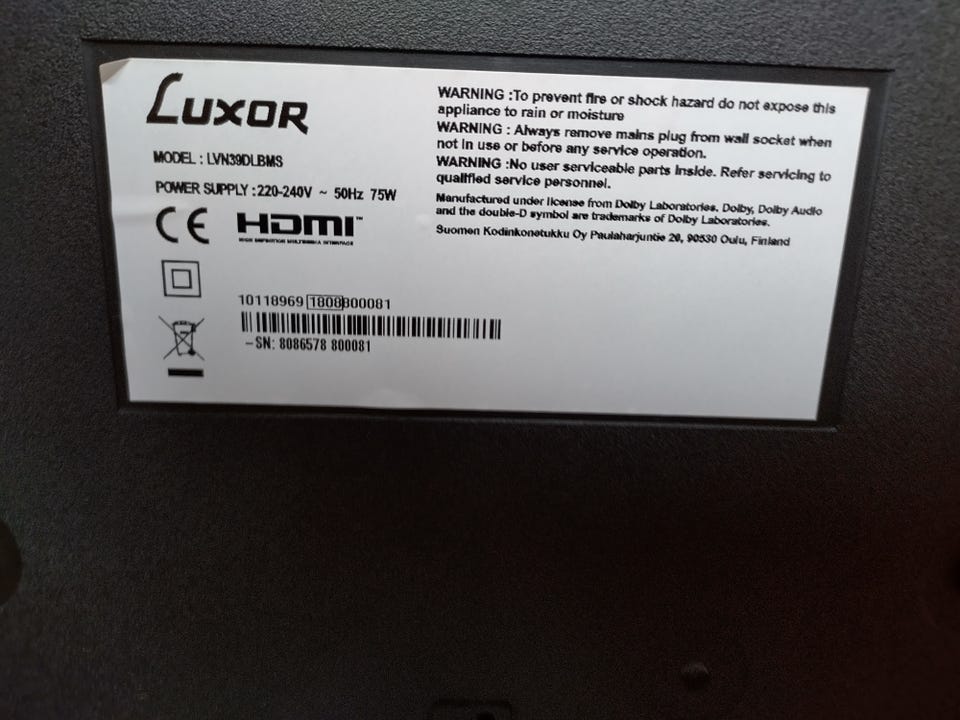 LUXOR
MODEL : LVN39DLBMS
POWER SUPPLY : 220-240V ~ 50Hz 75W
CE HDMI™
HIGH DEFINITION MULTIMEDIA INTERFACE
10118969 1808800081
-SN: 8086578 800081
WARNING :To prevent fire or shock hazard do not expose this
appliance to rain or moisture
WARNING : Always remove mains plug from wall socket when
not in use or before any service operation.
WARNING :No user serviceable parts inside. Refer servicing to
qualified service personnel.
Manufactured under license from Dolby Laboratories. Dolby, Dolby Audio
and the double-D symbol are trademarks of Dolby Laboratories.
Suomen Kodinkonetukku Oy Paulaharjuntie 20, 90530 Oulu, Finland